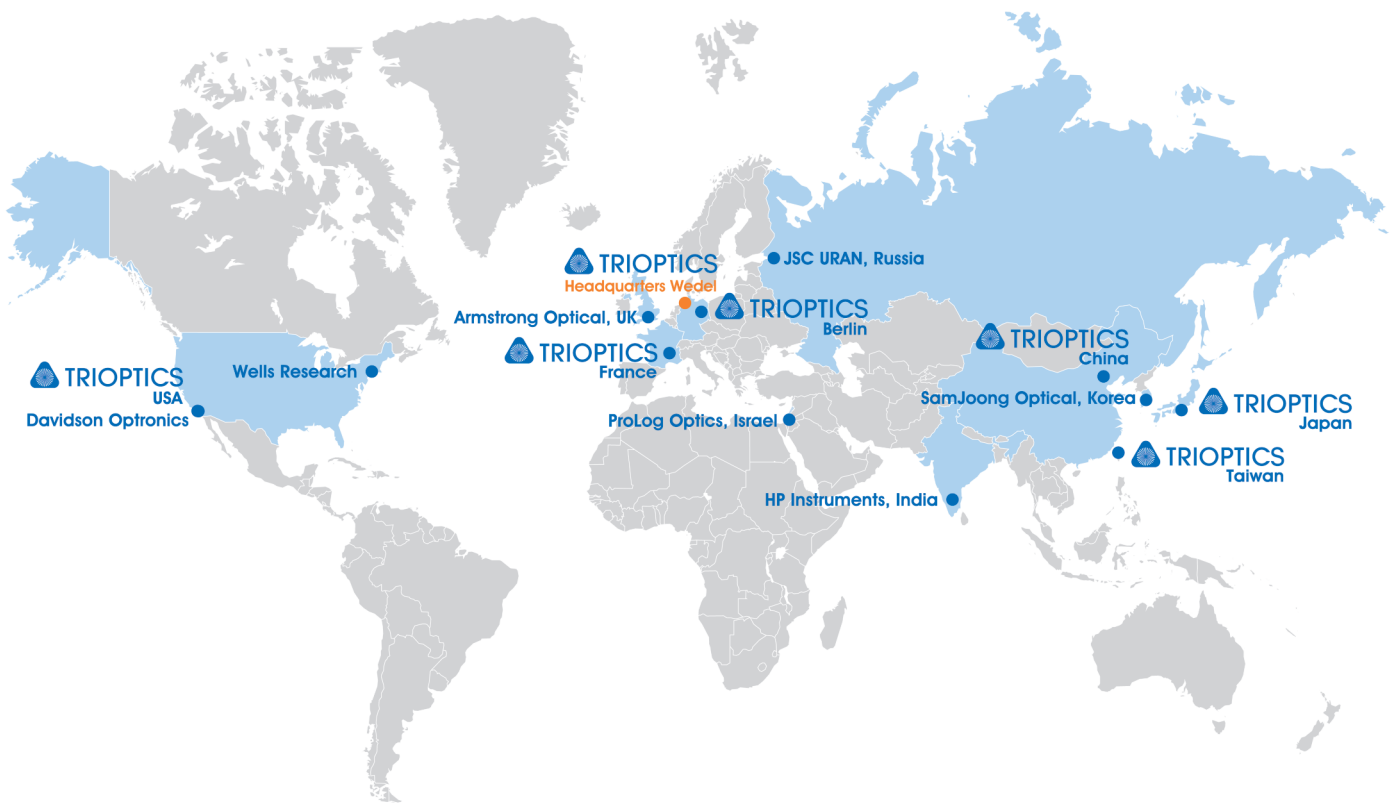 JSC URAN, Russia
TRIOPTICS
Headquarters Wedel
TRIOPTICS
Berlin
Armstrong Optical, UK
TRIOPTICS
France
TRIOPTICS
China
TRIOPTICS
USA
Davidson Optronics
Wells Research
SamJoong Optical, Korea
TRIOPTICS
Japan
ProLog Optics, Israel
TRIOPTICS
Taiwan
HP Instruments, India